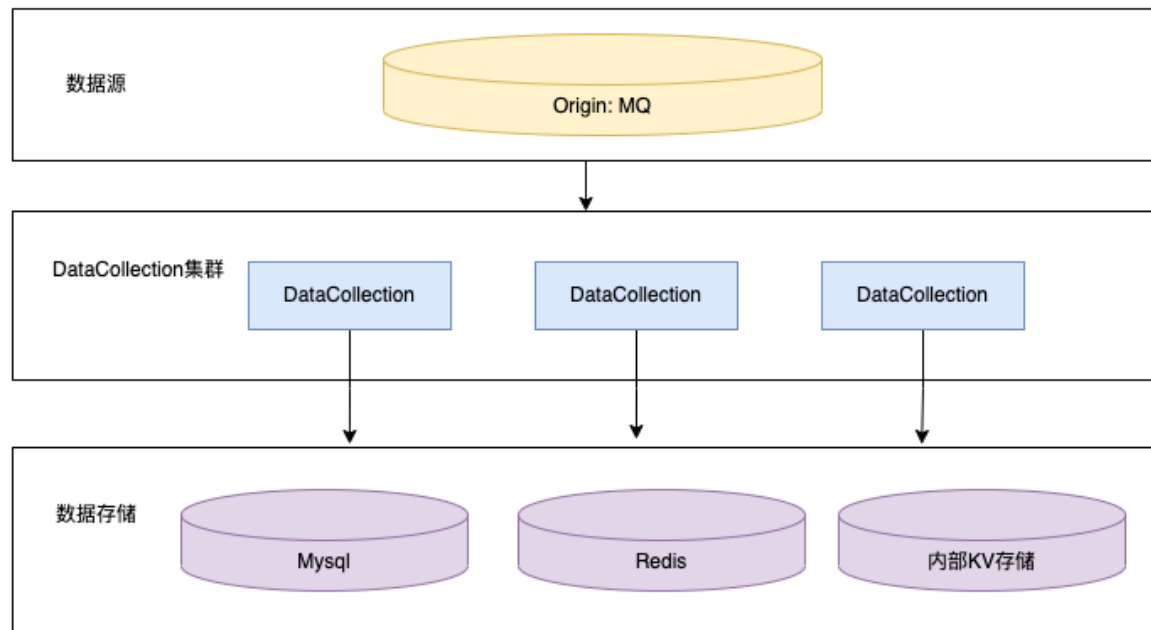 数据源
Origin: MQ
DataCollection集群
DataCollection
DataCollection
DataCollection
数据存储
Mysql
Redis
内部KV存储